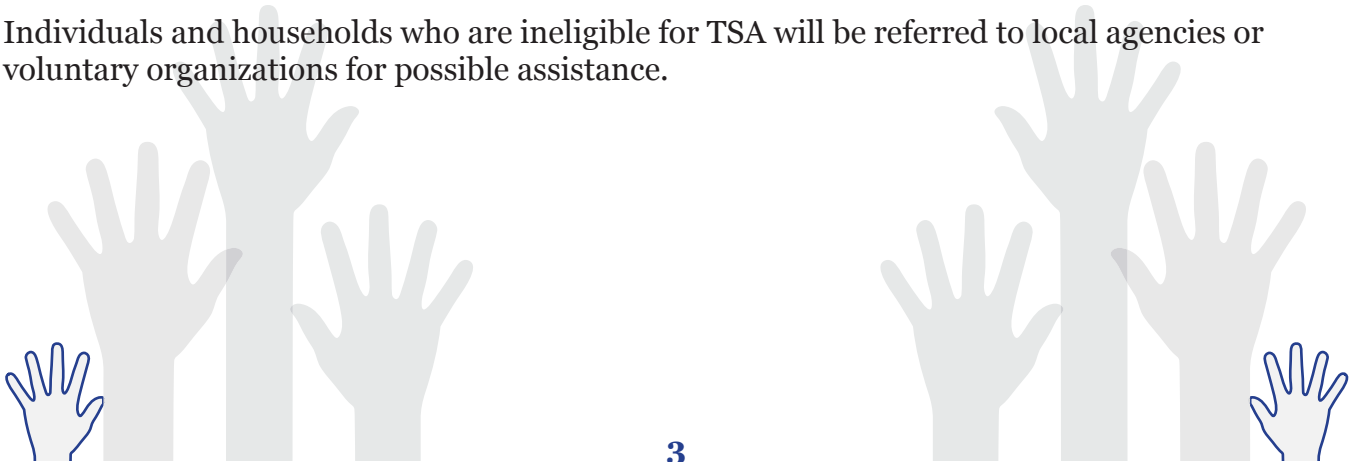 Individuals and households who are ineligible for TSA will be referred to local agencies or
voluntary organizations for possible assistance.
3